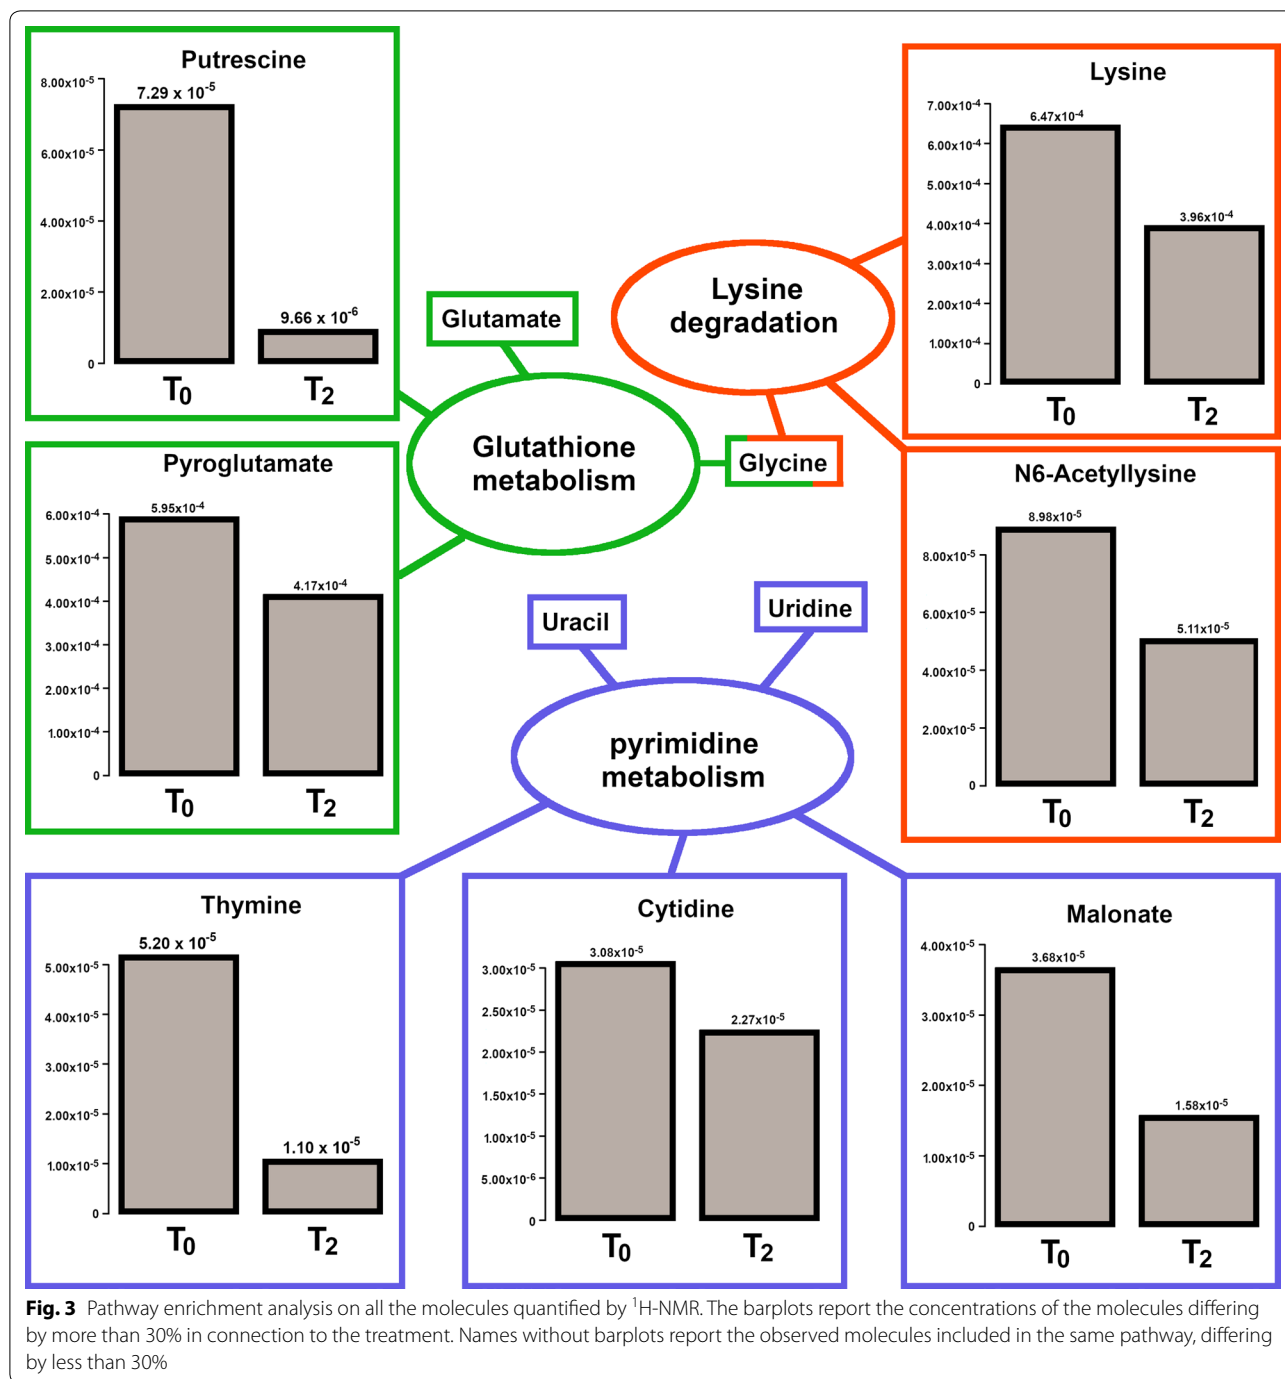 Putrescine
8.00x10⁻⁵
6.00x10⁻⁵
4.00x10⁻⁵
2.00x10⁻⁵
0
7.29 x 10⁻⁵
9.66 x 10⁻⁶
T₀ T₂
Lysine
7.00x10⁻⁴
6.00x10⁻⁴
5.00x10⁻⁴
4.00x10⁻⁴
3.00x10⁻⁴
2.00x10⁻⁴
1.00x10⁻⁴
0
6.47x10⁻⁴
3.96x10⁻⁴
T₀ T₂
Lysine
degradation
Glutamate
Glutathione
metabolism
Glycine
Pyroglutamate
6.00x10⁻⁴
5.00x10⁻⁴
4.00x10⁻⁴
3.00x10⁻⁴
2.00x10⁻⁴
1.00x10⁻⁴
0
5.95x10⁻⁴
4.17x10⁻⁴
T₀ T₂
N6-Acetyllysine
8.00x10⁻⁵
6.00x10⁻⁵
4.00x10⁻⁵
2.00x10⁻⁵
0
8.98x10⁻⁵
5.11x10⁻⁵
T₀ T₂
Uracil
Uridine
pyrimidine
metabolism
Thymine
5.00x10⁻⁵
4.00x10⁻⁵
3.00x10⁻⁵
2.00x10⁻⁵
1.00x10⁻⁵
0
5.20 x 10⁻⁵
1.10 x 10⁻⁵
T₀ T₂
Cytidine
3.00x10⁻⁵
2.50x10⁻⁵
2.00x10⁻⁵
1.50x10⁻⁵
1.00x10⁻⁵
5.00x10⁻⁶
0
3.08x10⁻⁵
2.27x10⁻⁵
T₀ T₂
Malonate
4.00x10⁻⁵
3.00x10⁻⁵
2.00x10⁻⁵
1.00x10⁻⁵
0
3.68x10⁻⁵
1.58x10⁻⁵
T₀ T₂
Fig. 3 Pathway enrichment analysis on all the molecules quantified by ¹H-NMR. The barplots report the concentrations of the molecules differing
by more than 30% in connection to the treatment. Names without barplots report the observed molecules included in the same pathway, differing
by less than 30%